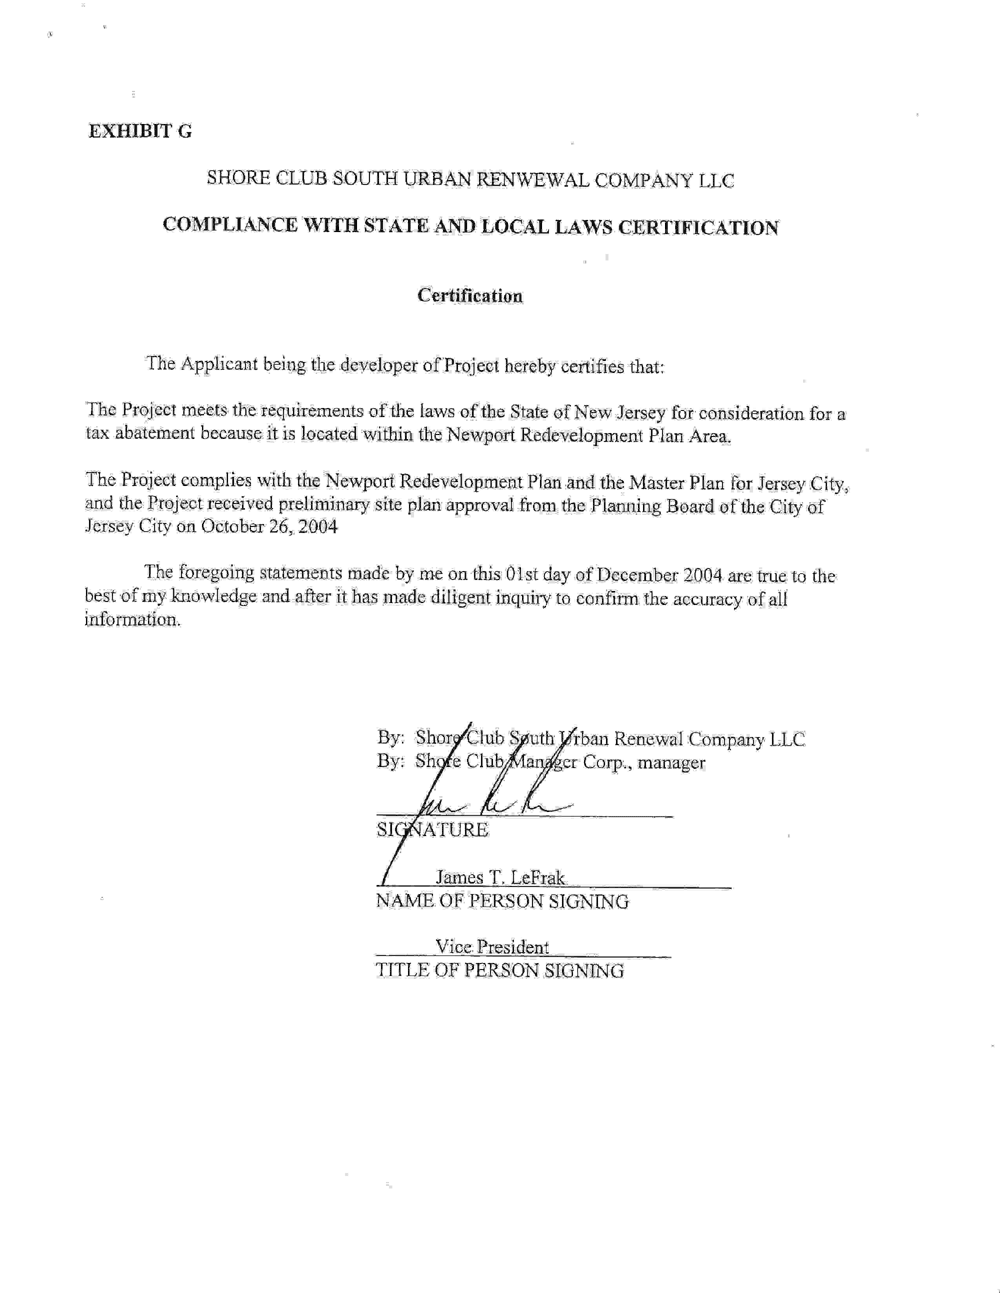 EXHIBIT G
SHORE CLUB SOUTH URBAN RENWEWAL COMPANY LLC
COMPLIANCE WITH STATE AND LOCAL LAWS CERTIFICATION
Certification
The Applicant being the developer of Project hereby certifies that:
The Project meets the requirements of the laws of the State of New Jersey for consideration for a
tax abatement because it is located within the Newport Redevelopment Plan Area.
The Project complies with the Newport Redevelopment Plan and the Master Plan for Jersey City,
and the Project received preliminary site plan approval from the Planning Board of the City of
Jersey City on October 26, 2004
The foregoing statements made by me on this 01st day of December 2004 are true to the
best of my knowledge and after it has made diligent inquiry to confirm the accuracy of all
information.
By: Shore Club South Urban Renewal Company LLC
By: Shore Club Manager Corp., manager
SIGNATURE
James T. LeFrak
NAME OF PERSON SIGNING
Vice President
TITLE OF PERSON SIGNING